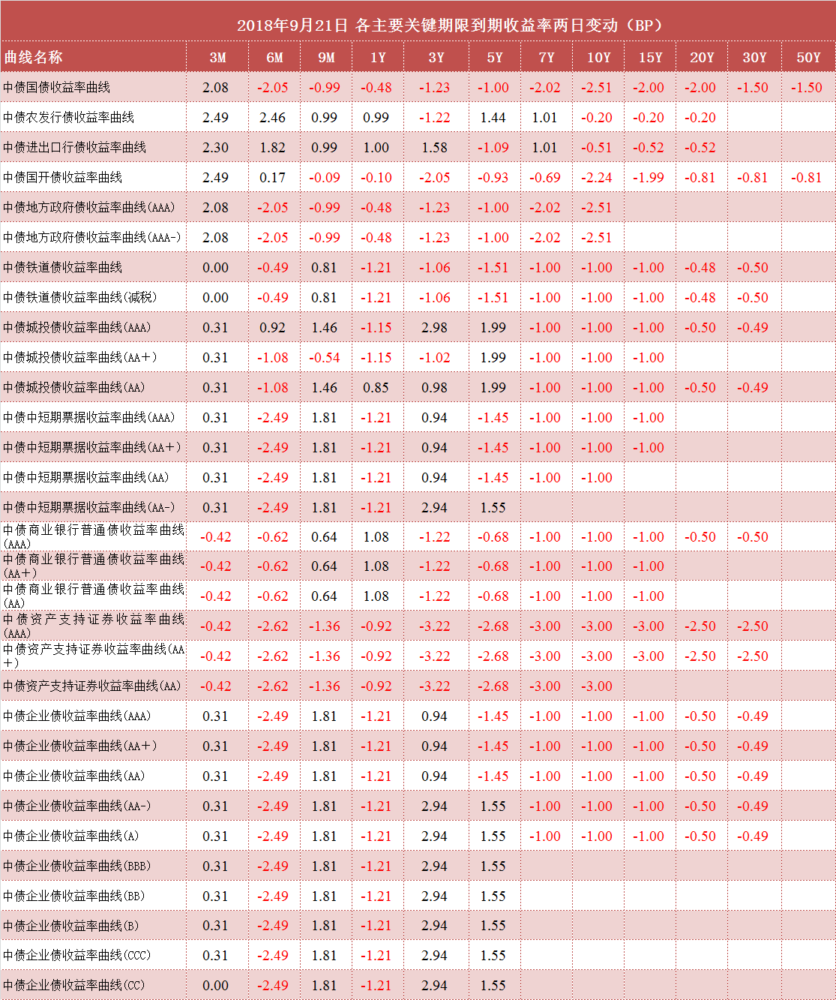 2018年9月21日 各主要关键期限到期收益率两日变动（BP）
曲线名称 3M 6M 9M 1Y 3Y 5Y 7Y 10Y 15Y 20Y 30Y 50Y
中债国债收益率曲线 2.08 -2.05 -0.99 -0.48 -1.23 -1.00 -2.02 -2.51 -2.00 -2.00 -1.50 -1.50
中债农发行债收益率曲线 2.49 2.46 0.99 0.99 -1.22 1.44 1.01 -0.20 -0.20 -0.20
中债进出口行债收益率曲线 2.30 1.82 0.99 1.00 1.58 -1.09 1.01 -0.51 -0.52 -0.52
中债国开债收益率曲线 2.49 0.17 -0.09 -0.10 -2.05 -0.93 -0.69 -2.24 -1.99 -0.81 -0.81 -0.81
中债地方政府债收益率曲线(AAA) 2.08 -2.05 -0.99 -0.48 -1.23 -1.00 -2.02 -2.51
中债地方政府债收益率曲线(AAA-) 2.08 -2.05 -0.99 -0.48 -1.23 -1.00 -2.02 -2.51
中债铁道债收益率曲线 0.00 -0.49 0.81 -1.21 -1.06 -1.51 -1.00 -1.00 -1.00 -0.48 -0.50
中债铁道债收益率曲线(减税) 0.00 -0.49 0.81 -1.21 -1.06 -1.51 -1.00 -1.00 -1.00 -0.48 -0.50
中债城投债收益率曲线(AAA) 0.31 0.92 1.46 -1.15 2.98 1.99 -1.00 -1.00 -1.00 -0.50 -0.49
中债城投债收益率曲线(AA＋) 0.31 -1.08 -0.54 -1.15 -1.02 1.99 -1.00 -1.00 -1.00
中债城投债收益率曲线(AA) 0.31 -1.08 1.46 0.85 0.98 1.99 -1.00 -1.00 -1.00 -0.50 -0.49
中债中短期票据收益率曲线(AAA) 0.31 -2.49 1.81 -1.21 0.94 -1.45 -1.00 -1.00 -1.00
中债中短期票据收益率曲线(AA＋) 0.31 -2.49 1.81 -1.21 0.94 -1.45 -1.00 -1.00 -1.00
中债中短期票据收益率曲线(AA) 0.31 -2.49 1.81 -1.21 0.94 -1.45 -1.00 -1.00
中债中短期票据收益率曲线(AA-) 0.31 -2.49 1.81 -1.21 2.94 1.55
中债商业银行普通债收益率曲线
(AAA) -0.42 -0.62 0.64 1.08 -1.22 -0.68 -1.00 -1.00 -1.00 -0.50 -0.50
中债商业银行普通债收益率曲线
(AA＋) -0.42 -0.62 0.64 1.08 -1.22 -0.68 -1.00 -1.00 -1.00
中债商业银行普通债收益率曲线
(AA) -0.42 -0.62 0.64 1.08 -1.22 -0.68 -1.00 -1.00 -1.00
中债资产支持证券收益率曲线
(AAA) -0.42 -2.62 -1.36 -0.92 -3.22 -2.68 -3.00 -3.00 -3.00 -2.50 -2.50
中债资产支持证券收益率曲线(AA
＋) -0.42 -2.62 -1.36 -0.92 -3.22 -2.68 -3.00 -3.00 -3.00 -2.50 -2.50
中债资产支持证券收益率曲线(AA) -0.42 -2.62 -1.36 -0.92 -3.22 -2.68 -3.00 -3.00
中债企业债收益率曲线(AAA) 0.31 -2.49 1.81 -1.21 0.94 -1.45 -1.00 -1.00 -1.00 -0.50 -0.49
中债企业债收益率曲线(AA＋) 0.31 -2.49 1.81 -1.21 0.94 -1.45 -1.00 -1.00 -1.00 -0.50 -0.49
中债企业债收益率曲线(AA) 0.31 -2.49 1.81 -1.21 0.94 -1.45 -1.00 -1.00 -1.00 -0.50 -0.49
中债企业债收益率曲线(AA-) 0.31 -2.49 1.81 -1.21 2.94 1.55 -1.00 -1.00 -1.00 -0.50 -0.49
中债企业债收益率曲线(A) 0.31 -2.49 1.81 -1.21 2.94 1.55 -1.00 -1.00 -1.00 -0.50 -0.49
中债企业债收益率曲线(BBB) 0.31 -2.49 1.81 -1.21 2.94 1.55
中债企业债收益率曲线(BB) 0.31 -2.49 1.81 -1.21 2.94 1.55
中债企业债收益率曲线(B) 0.31 -2.49 1.81 -1.21 2.94 1.55
中债企业债收益率曲线(CCC) 0.31 -2.49 1.81 -1.21 2.94 1.55
中债企业债收益率曲线(CC) 0.00 -2.49 1.81 -1.21 2.94 1.55